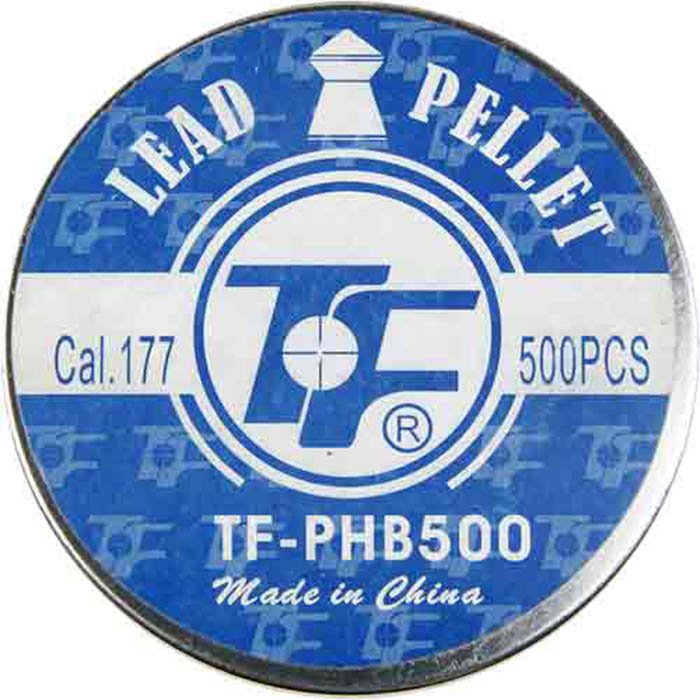 LEAD PELLET
Cal.177
TF
®
500PCS
TF-PHB500
Made in China